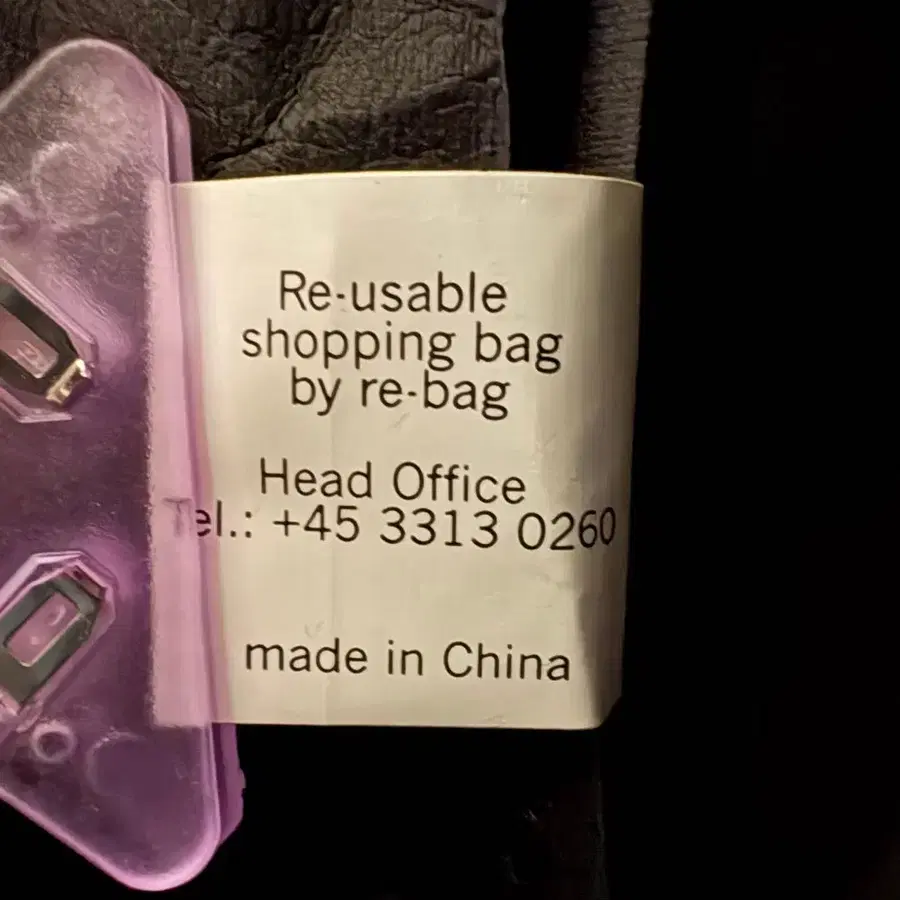 Re-usable
shopping bag
by re-bag
Head Office
Tel.: +45 3313 0260
made in China